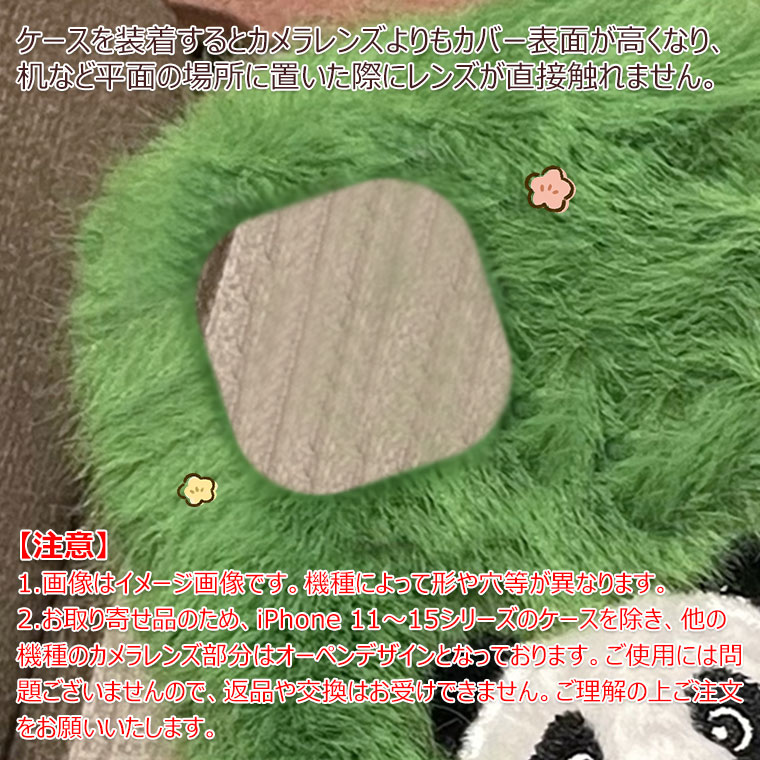 ケースを装着するとカメラレンズよりもカバー表面が高くなり、
机など平面の場所に置いた際にレンズが直接触れません。
【注意】
1.画像はイメージ画像です。機種によって形や穴等が異なります。
2.お取り寄せ品のため、iPhone 11～15シリーズのケースを除き、他の
機種のカメラレンズ部分はオーペンデザインとなっております。ご使用には問
題ございませんので、返品や交換はお受けできません。ご理解の上ご注文
をお願いいたします。